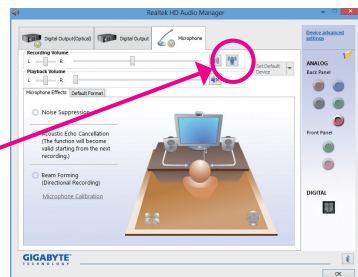 Realtek HD Audio Manager
Digital Output(Optical)
Digital Output
Microphone
Device advanced
settings
Recording Volume
L
R
Set Default
Device
Playback Volume
L
R
ANALOG
Back Panel
Microphone Effects
Default Format
Noise Suppression
Acoustic Echo Cancellation
(The function will become
valid starting from the next
recording.)
Beam Forming
(Directional Recording)
Microphone Calibration
Front Panel
DIGITAL
GIGABYTE
TECHNOLOGY
OK